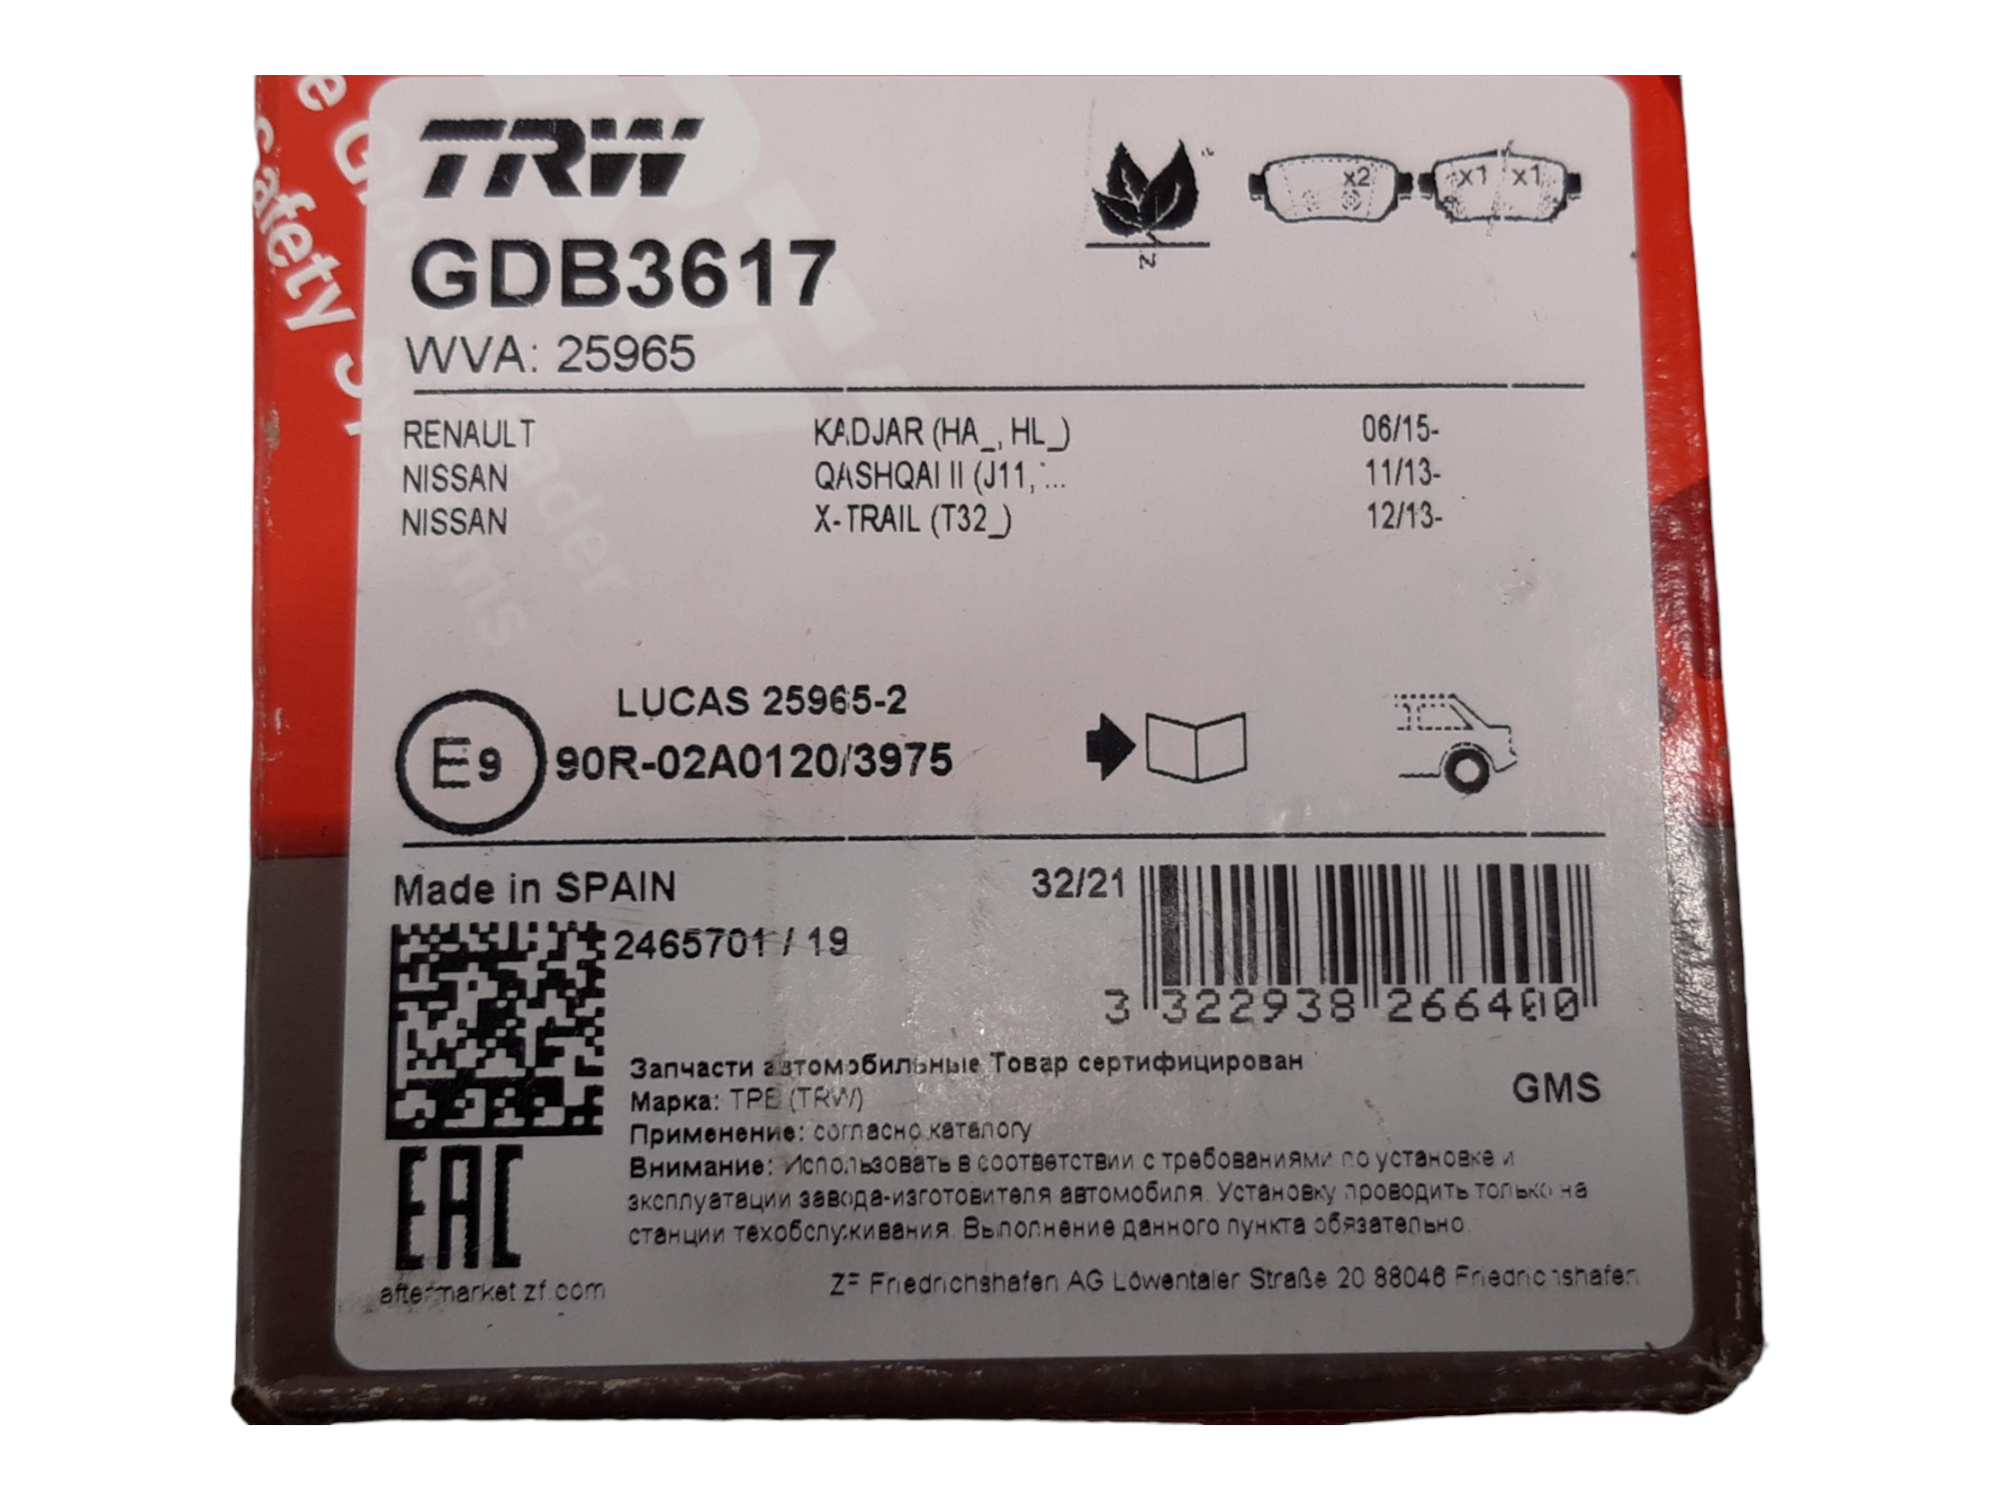 TRW
x2 x1 x1
GDB3617
N
WVA: 25965
RENAULT KADJAR (HA_, HL_) 06/15-
NISSAN QASHQAI II (J11, ... 11/13-
NISSAN X-TRAIL (T32_) 12/13-
LUCAS 25965-2
E9 90R-02A0120/3975
Made in SPAIN 32/21
2465701 / 19
3 322938 266400
Запчасти автомобильные Товар сертифицирован
GMS
Марка: ТРВ (TRW)
Применение: согласно каталогу
Внимание: Использовать в соответствии с требованиями по установке и
эксплуатации завода-изготовителя автомобиля. Установку проводить только на
станции техобслуживания. Выполнение данного пункта обязательно.
EAC
aftermarket.zf.com ZF Friedrichshafen AG Löwentaler Straße 20 88046 Friedrichshafen